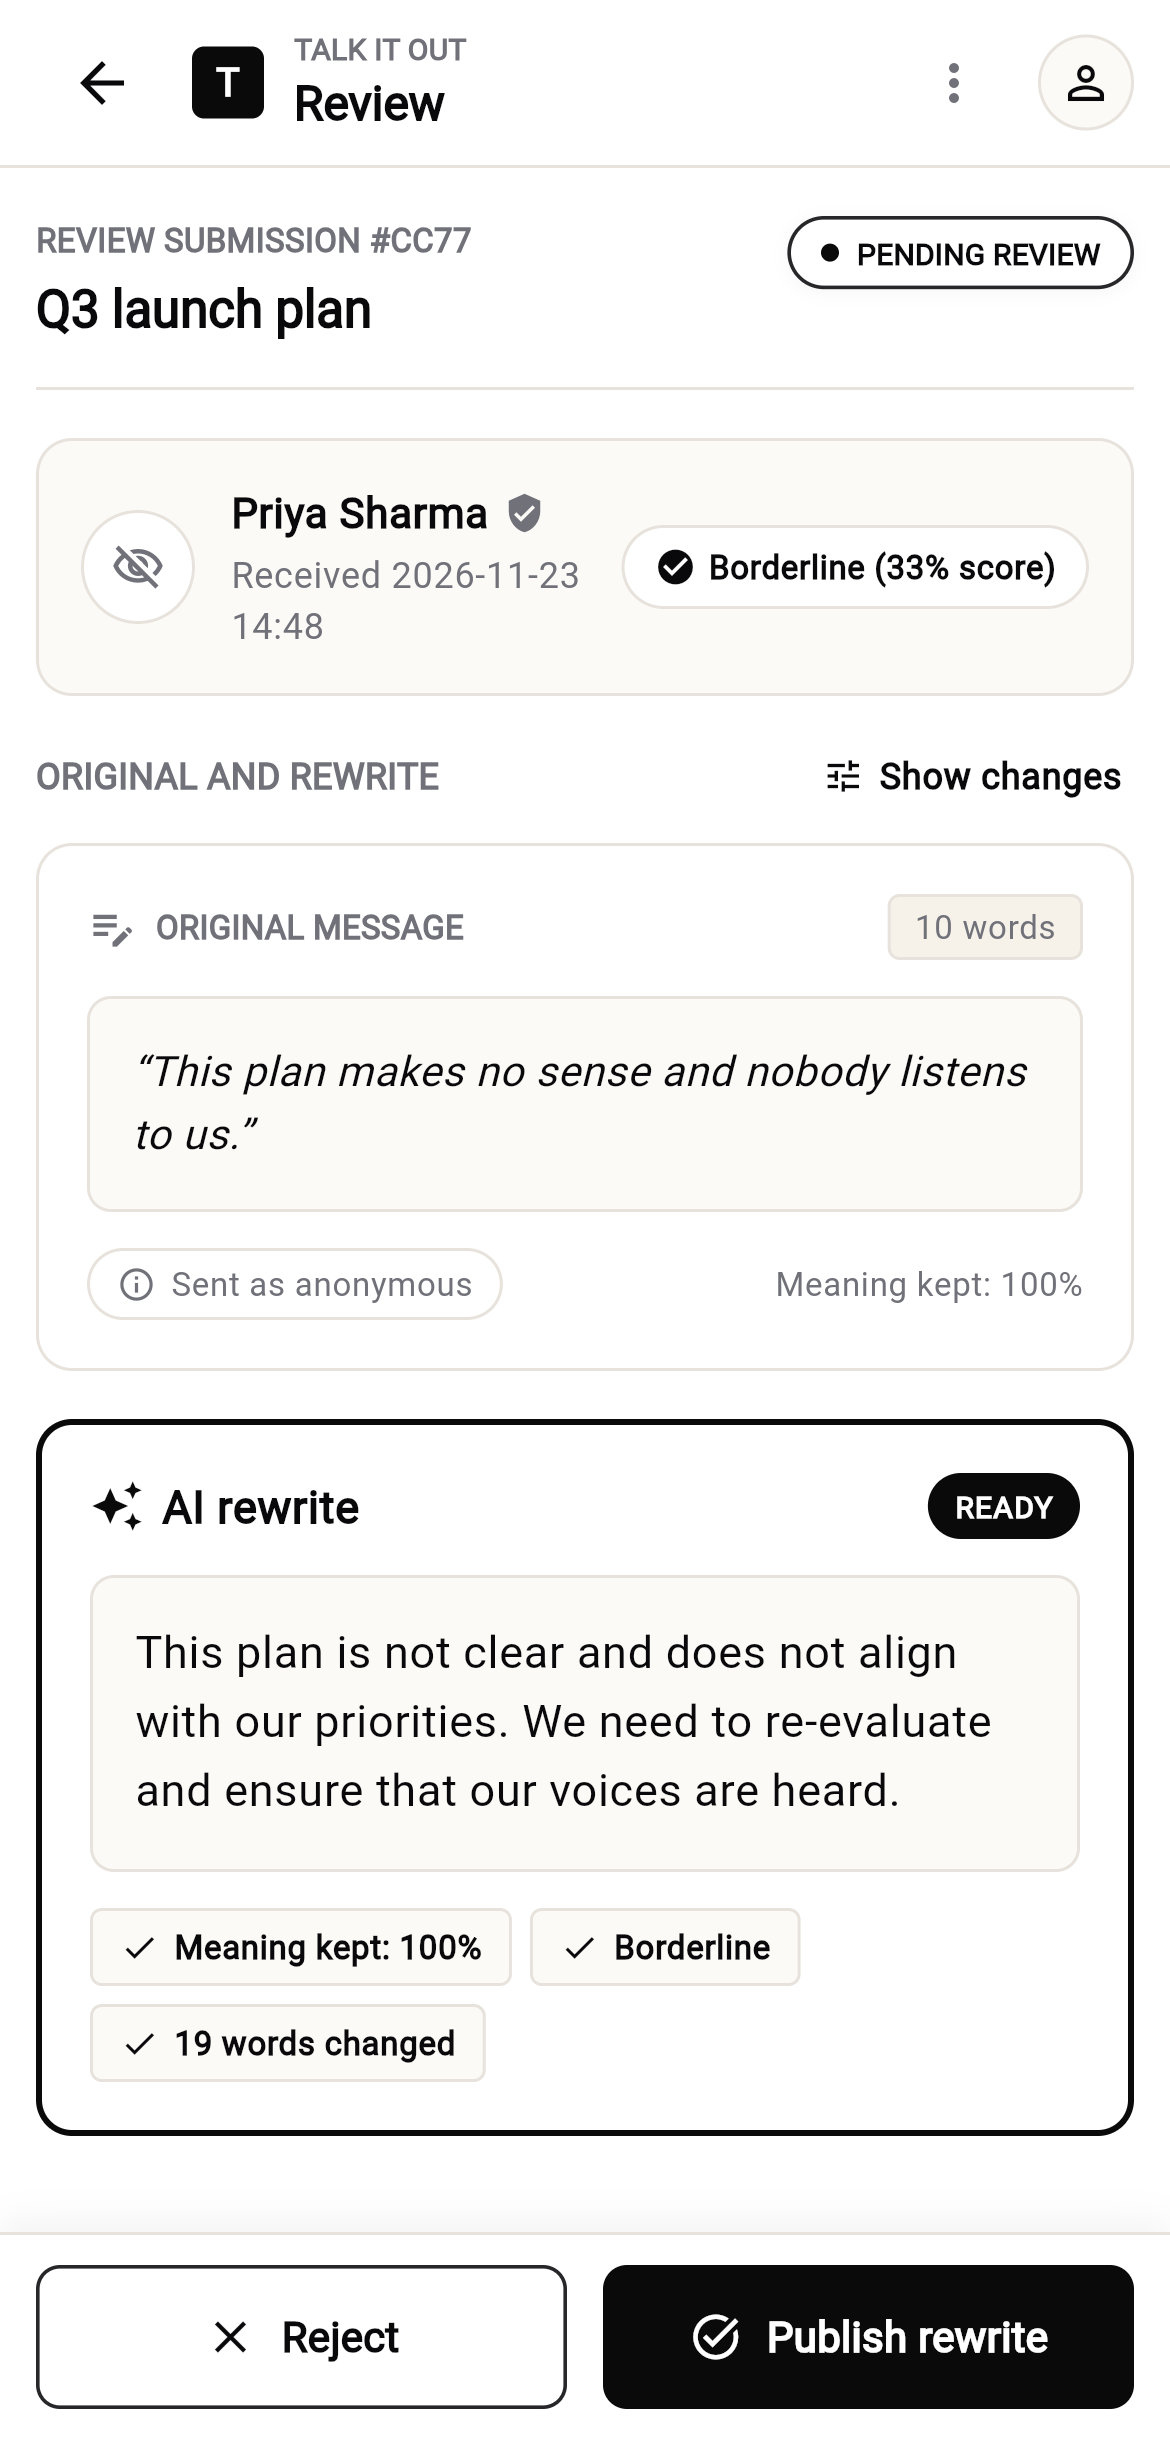 T
TALK IT OUT
Review
REVIEW SUBMISSION #CC77
PENDING REVIEW
Q3 launch plan
Priya Sharma
Received 2026-11-23
14:48
Borderline (33% score)
ORIGINAL AND REWRITE
Show changes
ORIGINAL MESSAGE
10 words
“This plan makes no sense and nobody listens
to us.”
Sent as anonymous
Meaning kept: 100%
AI rewrite
READY
This plan is not clear and does not align
with our priorities. We need to re-evaluate
and ensure that our voices are heard.
Meaning kept: 100%
Borderline
19 words changed
Reject
Publish rewrite